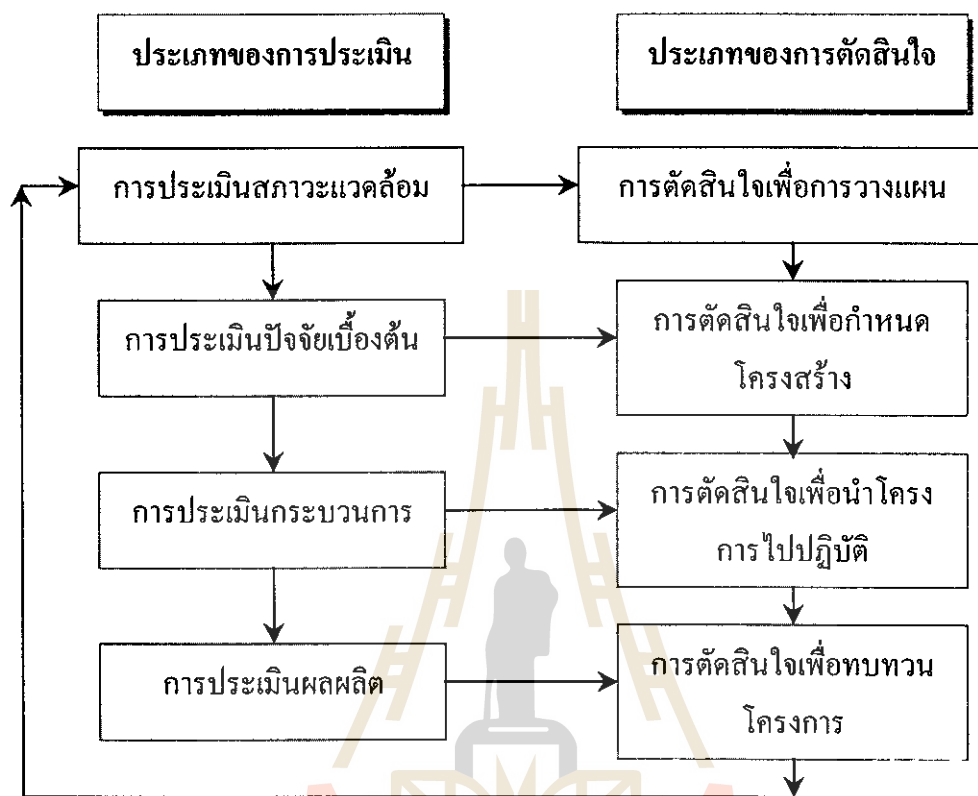 ประเภทของการประเมิน
ประเภทของการตัดสินใจ
การประเมินสภาวะแวดล้อม
การตัดสินใจเพื่อการวางแผน
การประเมินปัจจัยเบื้องต้น
การตัดสินใจเพื่อกำหนด
โครงสร้าง
การประเมินกระบวนการ
การตัดสินใจเพื่อนำโครง
การไปปฏิบัติ
การประเมินผลผลิต
การตัดสินใจเพื่อทบทวน
โครงการ